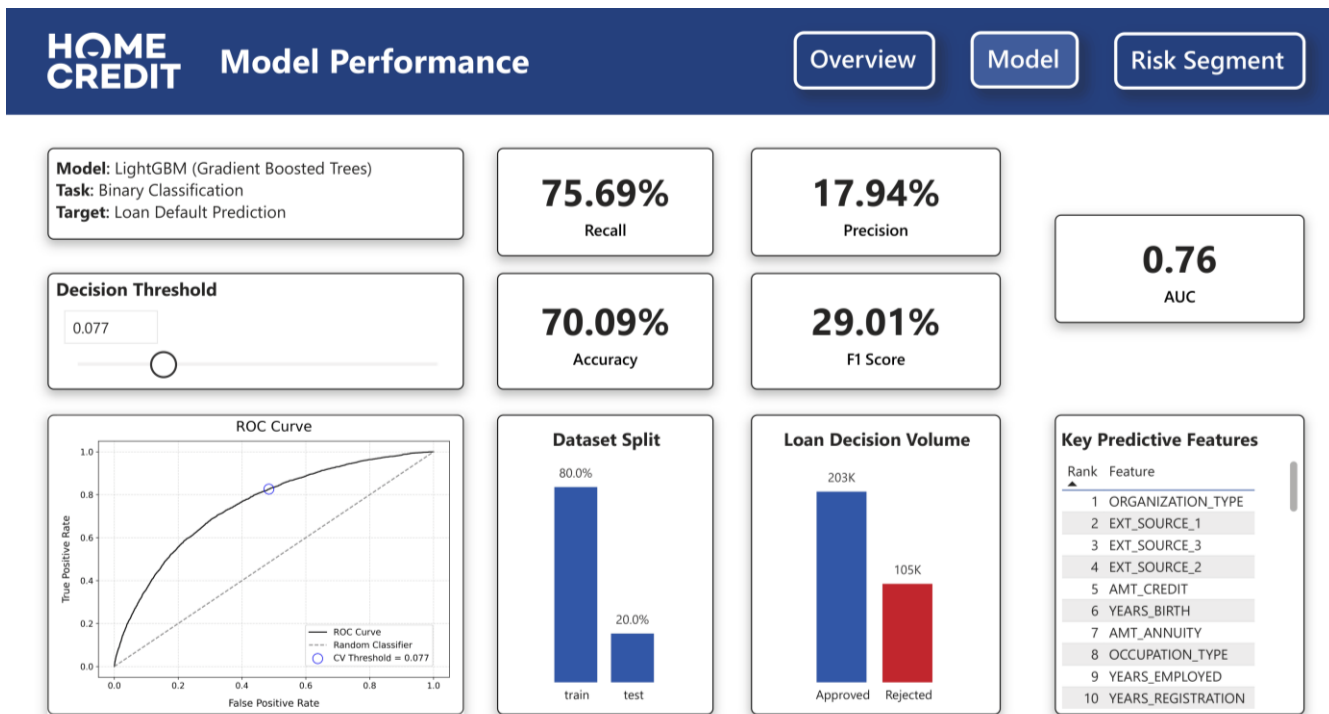 HOME
CREDIT
Model Performance
Overview
Model
Risk Segment
Model: LightGBM (Gradient Boosted Trees)
Task: Binary Classification
Target: Loan Default Prediction
75.69%
Recall
17.94%
Precision
0.76
AUC
Decision Threshold
0.077
70.09%
Accuracy
29.01%
F1 Score
ROC Curve
True Positive Rate
1.0
0.8
0.6
0.4
0.2
0.0
0.0
0.2
0.4
0.6
0.8
1.0
False Positive Rate
ROC Curve
Random Classifier
CV Threshold = 0.077
Dataset Split
80.0%
20.0%
train
test
Loan Decision Volume
203K
105K
Approved
Rejected
Key Predictive Features
Rank Feature
1 ORGANIZATION_TYPE
2 EXT_SOURCE_1
3 EXT_SOURCE_3
4 EXT_SOURCE_2
5 AMT_CREDIT
6 YEARS_BIRTH
7 AMT_ANNUITY
8 OCCUPATION_TYPE
9 YEARS_EMPLOYED
10 YEARS_REGISTRATION